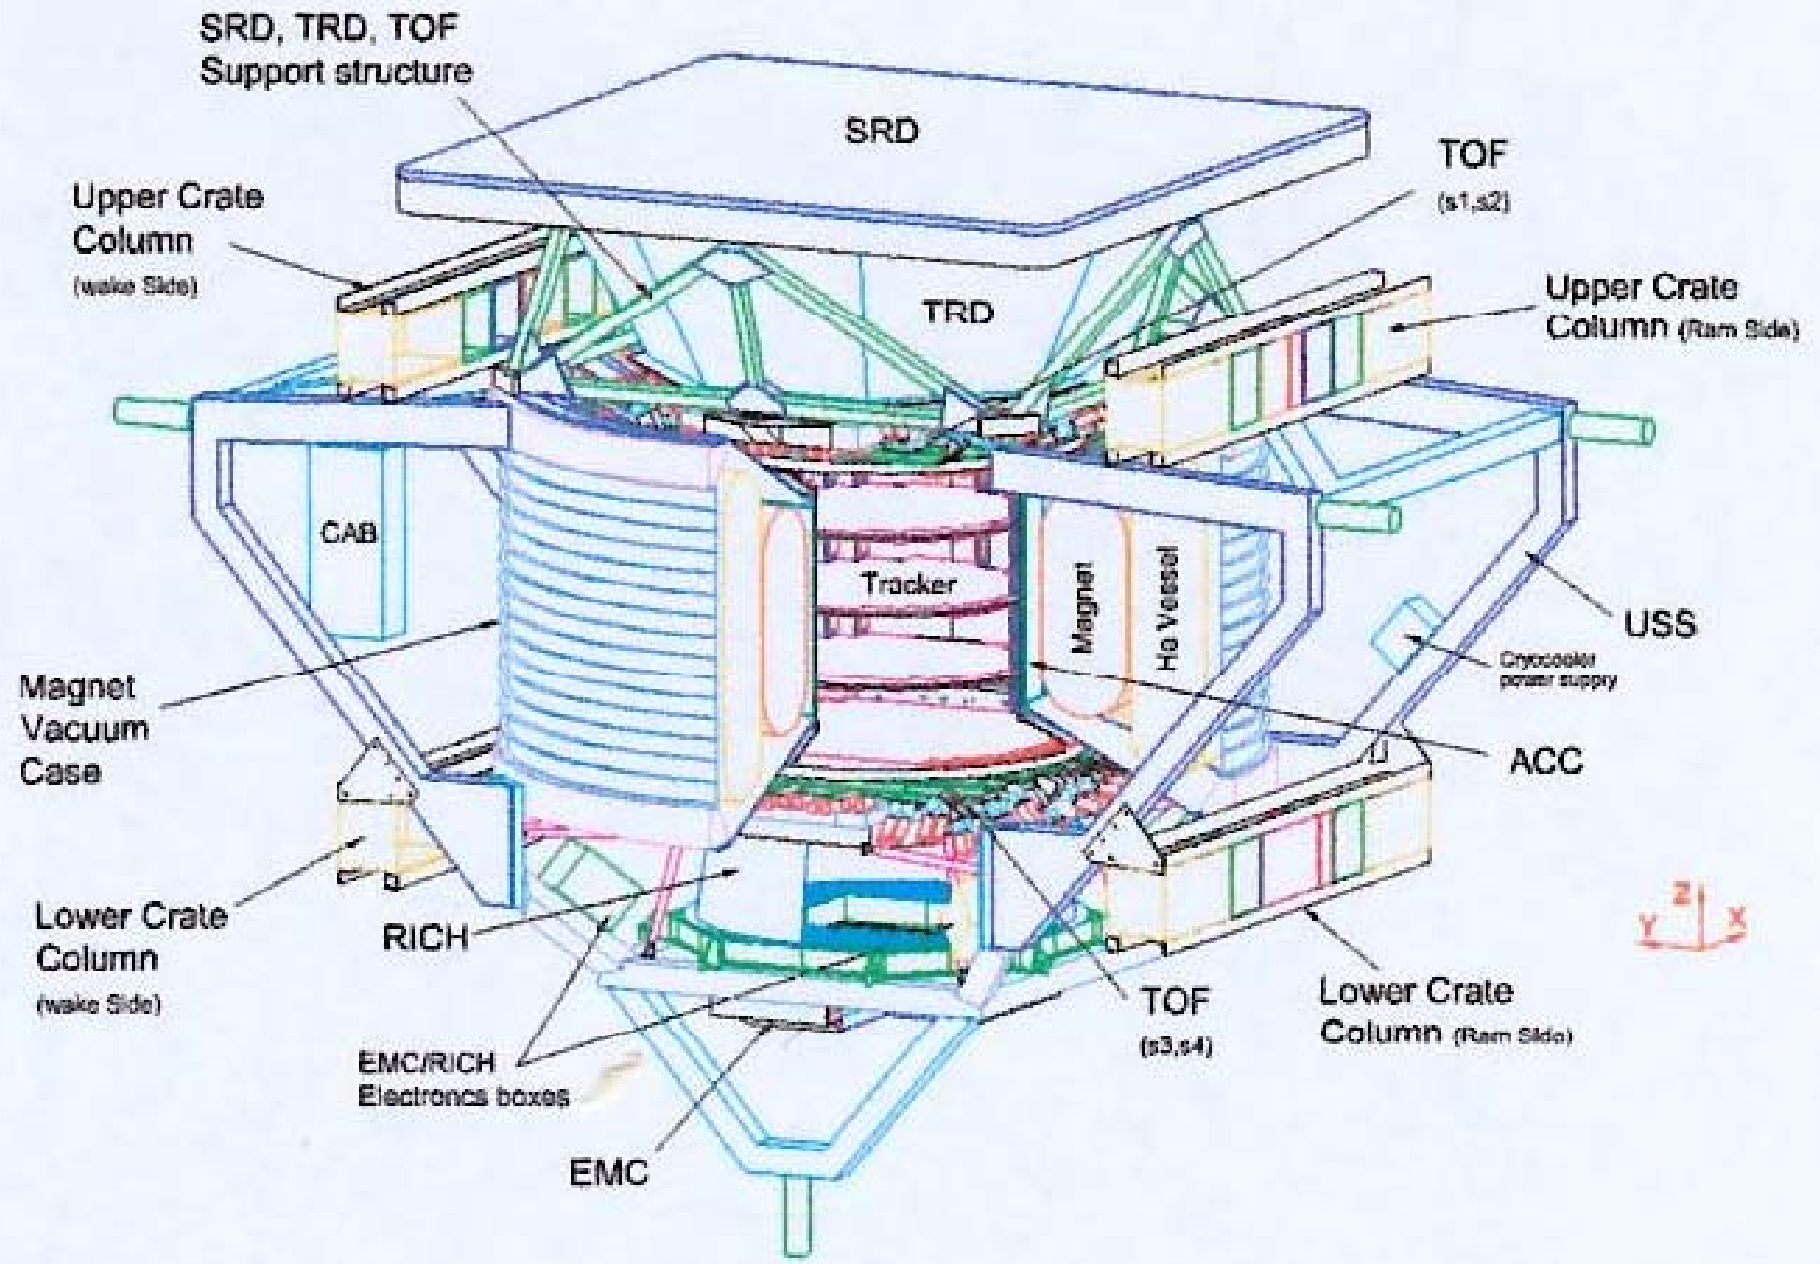 SRD, TRD, TOF
Support structure
SRD
TOF
(s1,s2)
Upper Crate
Column
(wake Side)
TRD
Upper Crate
Column (Ram Side)
CAB
Tracker
Magnet
He Vessel
USS
Cryocooler
power supply
Magnet
Vacuum
Case
ACC
Lower Crate
Column
(wake Side)
RICH
Z
Y
X
TOF
(s3,s4)
Lower Crate
Column (Ram Side)
EMC/RICH
Electroncs boxes
EMC